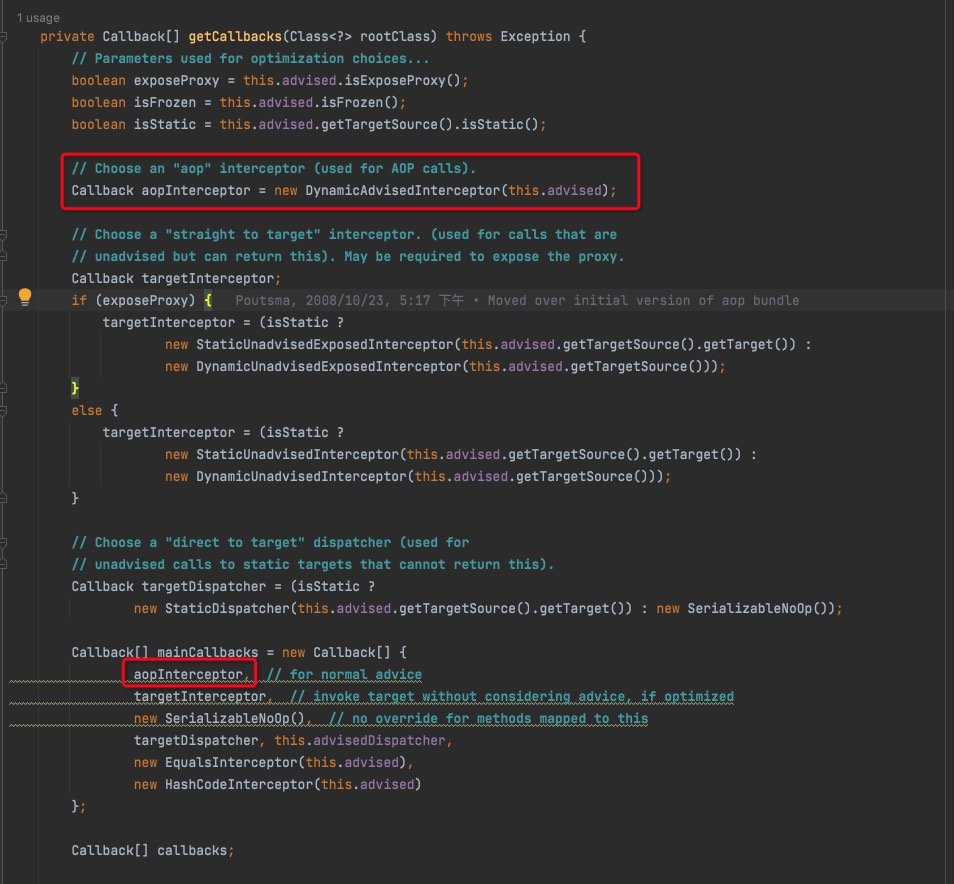 1 usage
private Callback[] getCallbacks(Class<?> rootClass) throws Exception {
// Parameters used for optimization choices...
boolean exposeProxy = this.advised.isExposeProxy();
boolean isFrozen = this.advised.isFrozen();
boolean isStatic = this.advised.getTargetSource().isStatic();
// Choose an "aop" interceptor (used for AOP calls).
Callback aopInterceptor = new DynamicAdvisedInterceptor(this.advised);
// Choose a "straight to target" interceptor. (used for calls that are
// unadvised but can return this). May be required to expose the proxy.
Callback targetInterceptor;
if (exposeProxy) { Poutsma, 2008/10/23, 5:17 下午 • Moved over initial version of aop bundle
targetInterceptor = (isStatic ?
new StaticUnadvisedExposedInterceptor(this.advised.getTargetSource().getTarget()) :
new DynamicUnadvisedExposedInterceptor(this.advised.getTargetSource()));
}
else {
targetInterceptor = (isStatic ?
new StaticUnadvisedInterceptor(this.advised.getTargetSource().getTarget()) :
new DynamicUnadvisedInterceptor(this.advised.getTargetSource()));
}
// Choose a "direct to target" dispatcher (used for
// unadvised calls to static targets that cannot return this).
Callback targetDispatcher = (isStatic ?
new StaticDispatcher(this.advised.getTargetSource().getTarget()) : new SerializableNoOp());
Callback[] mainCallbacks = new Callback[] {
aopInterceptor, // for normal advice
targetInterceptor, // invoke target without considering advice, if optimized
new SerializableNoOp(), // no override for methods mapped to this
targetDispatcher, this.advisedDispatcher,
new EqualsInterceptor(this.advised),
new HashCodeInterceptor(this.advised)
};
Callback[] callbacks;